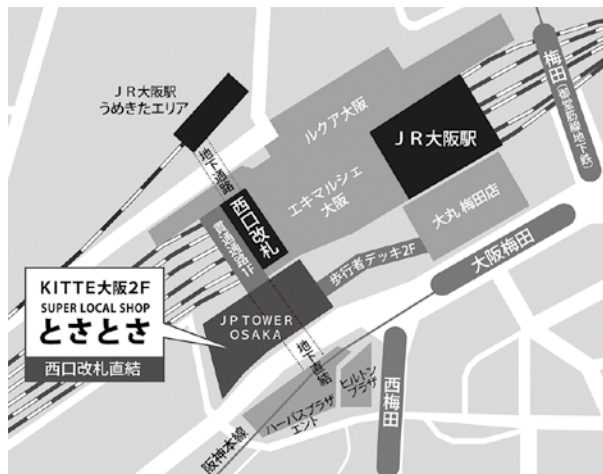 JR大阪駅
うめきたエリア
地下通路
ルクア大阪
JR大阪駅
梅田(御堂筋線地下鉄)
西口改札
エキマルシェ
大阪
大丸 梅田店
貫通通路1F
歩行者デッキ2F
大阪梅田
KITTE大阪2F
SUPER LOCAL SHOP
とさとさ
西口改札直結
JP TOWER
OSAKA
地下直結
ヒルトン
プラザ
西梅田
ハービスプラザ
エント
阪神本線